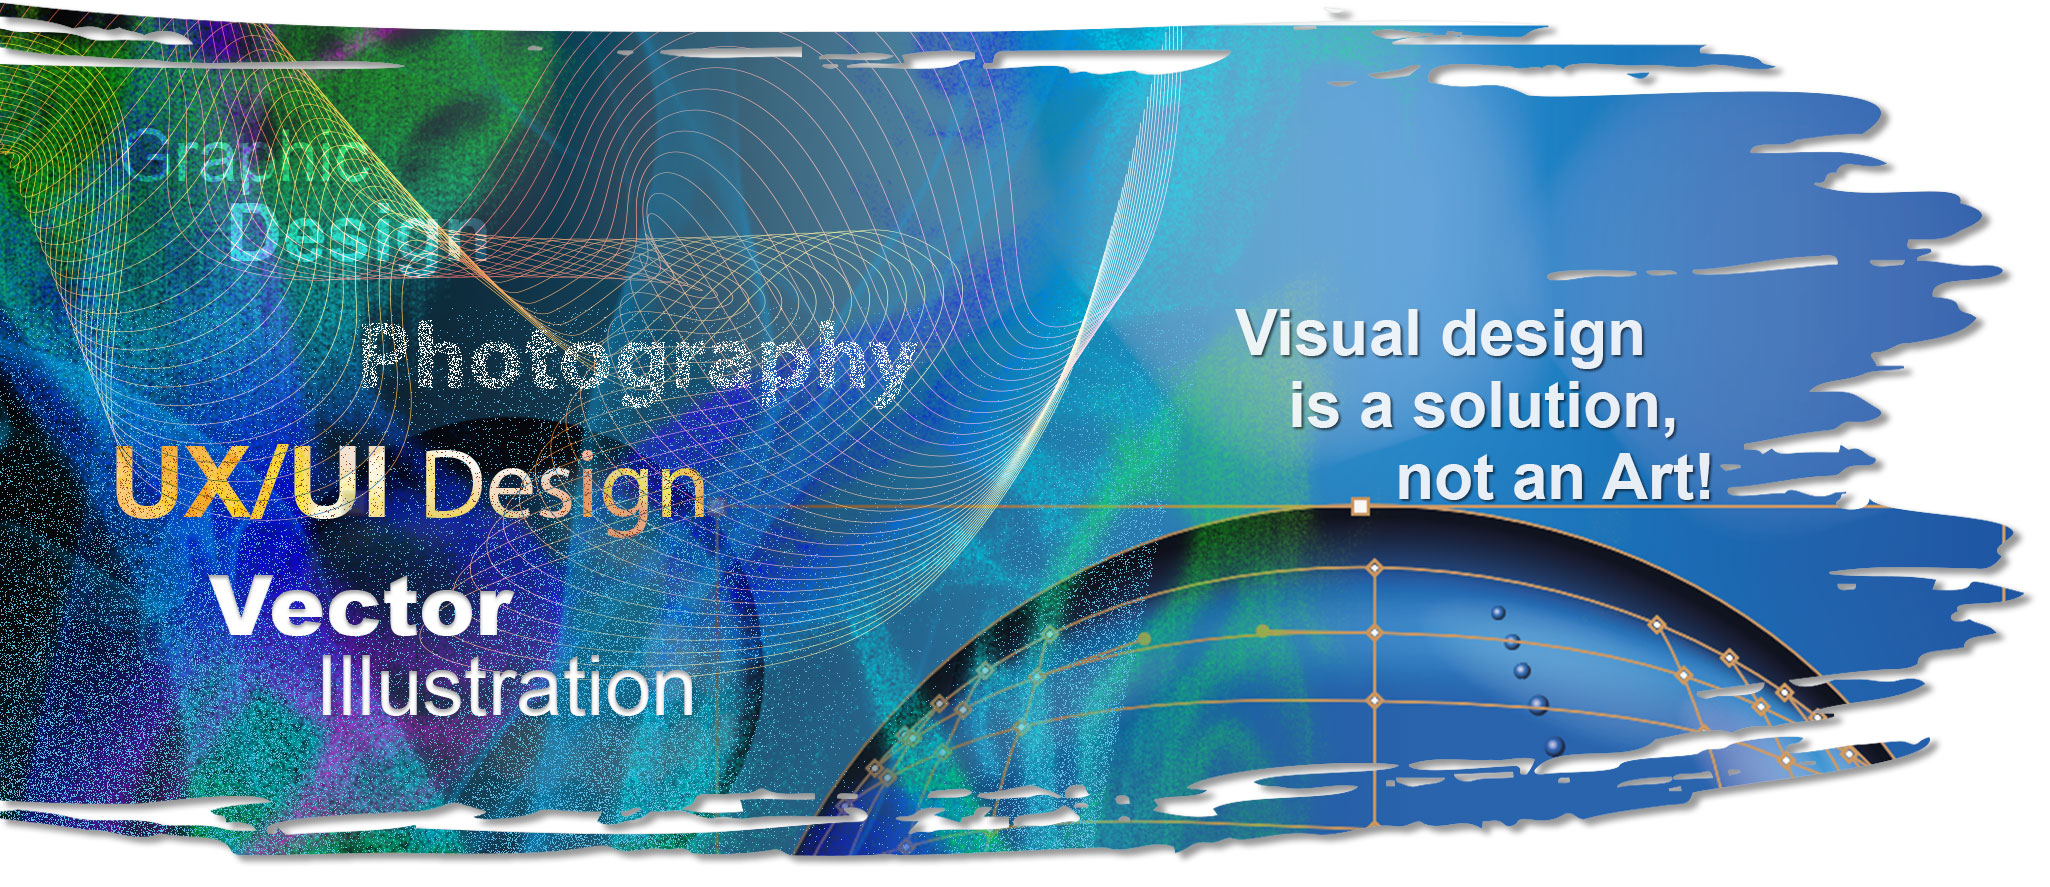 Graphic
Design
Photography
UX/UI Design
Vector
Illustration
Visual design
is a solution,
not an Art!